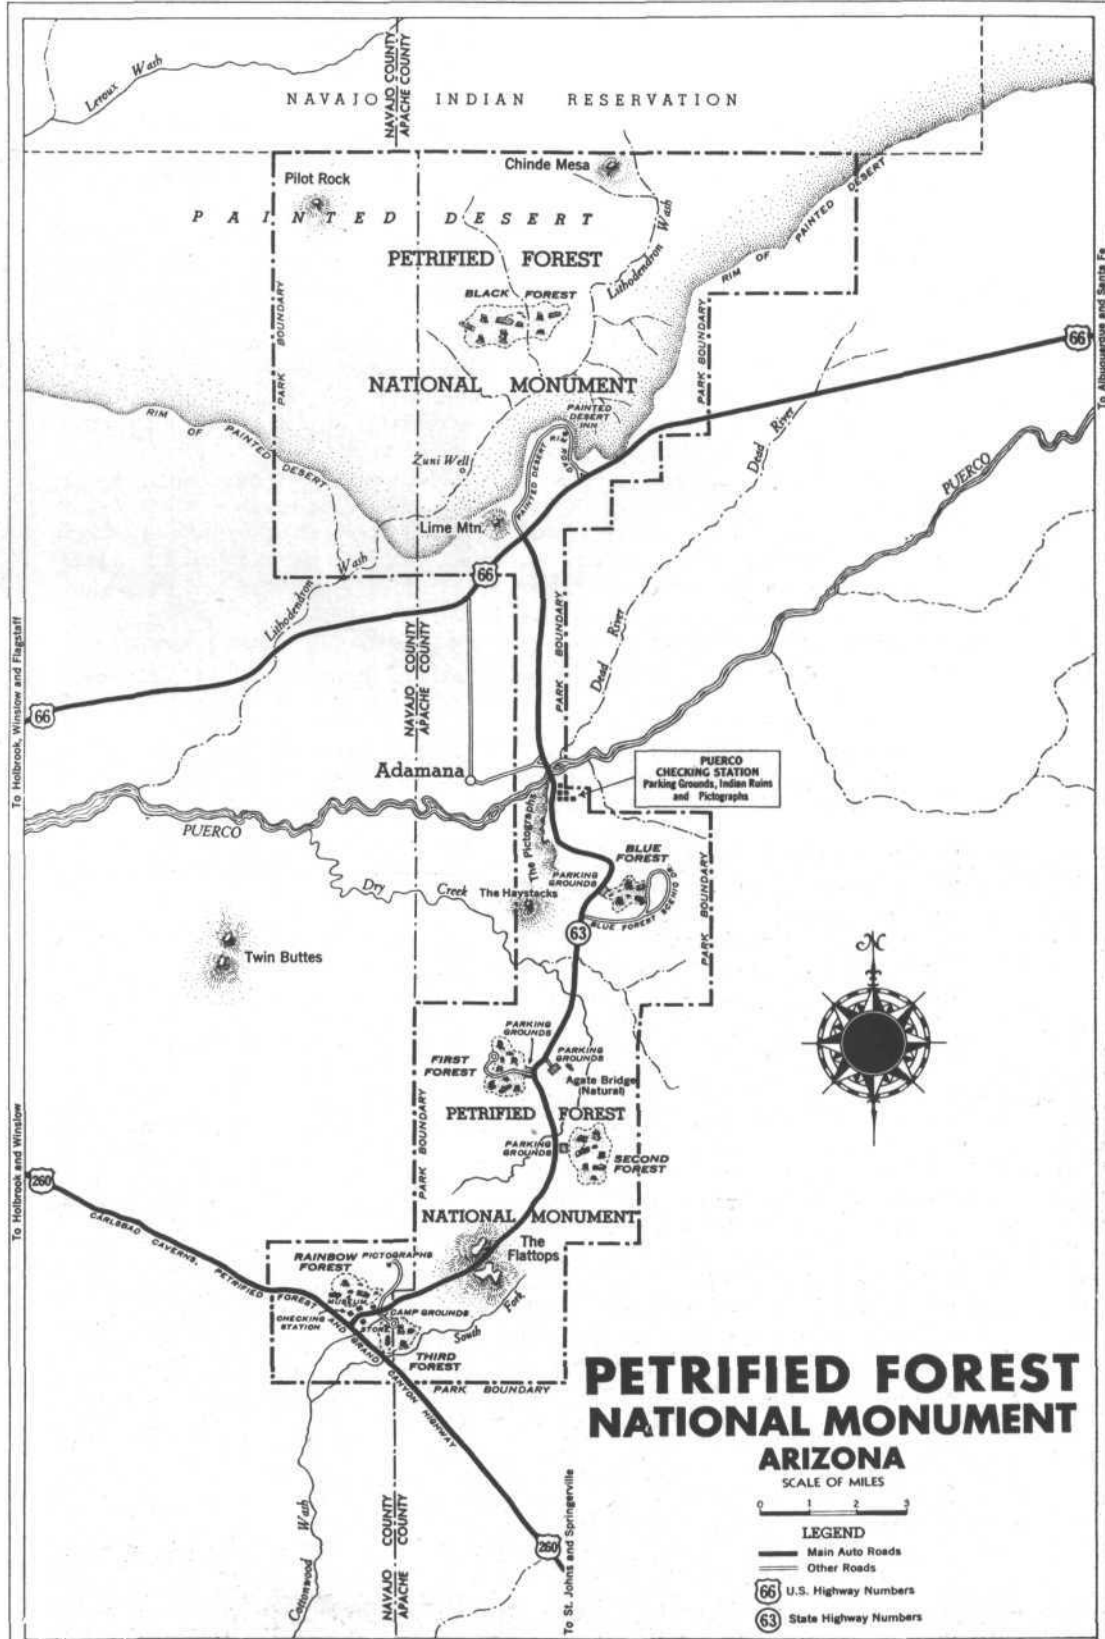 Leroux Wash
NAVAJO COUNTY
APACHE COUNTY
NAVAJO INDIAN RESERVATION
Pilot Rock
Chinde Mesa
PAINTED DESERT
PETRIFIED FOREST
Lithodendron Wash
RIM OF PAINTED DESERT
BLACK FOREST
PARK BOUNDARY
PARK BOUNDARY
To Albuquerque and Santa Fe
66
NATIONAL MONUMENT
PAINTED
DESERT
INN
RIM OF PAINTED DESERT
PAINTED DESERT RIM ROAD
Zuni Well
Dead River
PUERCO
Lime Mtn.
66
Lithodendron Wash
PARK BOUNDARY
Dead River
NAVAJO COUNTY
APACHE COUNTY
To Holbrook, Winslow and Flagstaff
66
Adamana
PUERCO
CHECKING STATION
Parking Grounds, Indian Ruins
and Pictographs
PUERCO
The Pictographs
BLUE
FOREST
PARKING
GROUNDS
Dry Creek
The Haystacks
BLUE FOREST SCENIC RD
PARK BOUNDARY
63
Twin Buttes
N
PARKING
GROUNDS
FIRST
FOREST
PARKING
GROUNDS
Agate Bridge
(Natural)
PETRIFIED FOREST
PARK BOUNDARY
PARKING
GROUNDS
SECOND
FOREST
To Holbrook and Winslow
260
CARLSBAD CAVERNS, PETRIFIED FOREST AND GRAND CANYON HIGHWAY
NATIONAL MONUMENT
The
Flattops
RAINBOW
FOREST
PICTOGRAPHS
MUSEUM
CHECKING
STATION
STORE
CAMP GROUNDS
South Fork
THIRD
FOREST
PARK BOUNDARY
Cottonwood Wash
NAVAJO COUNTY
APACHE COUNTY
260
To St. Johns and Springerville
PETRIFIED FOREST
NATIONAL MONUMENT
ARIZONA
SCALE OF MILES
0 1 2 3
LEGEND
Main Auto Roads
Other Roads
66 U.S. Highway Numbers
63 State Highway Numbers